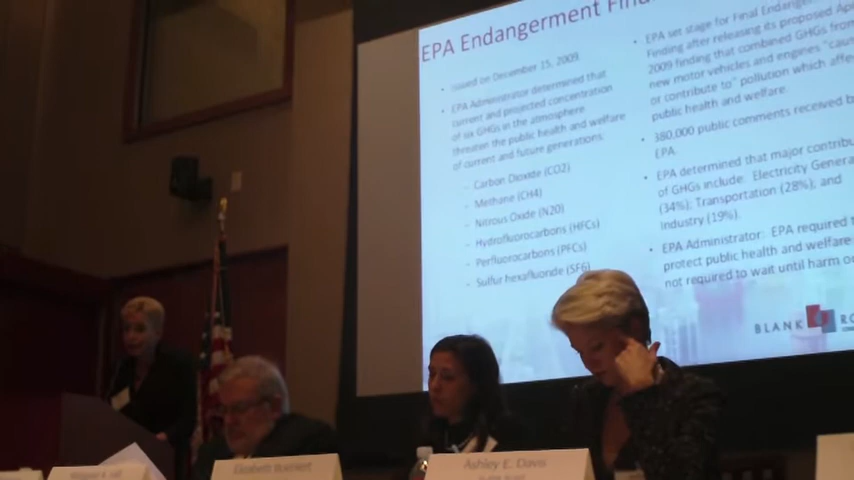 EPA Endangerment
Issued on December 15, 2009
EPA Administrator determined that
current and projected concentration
of six GHGs in the atmosphere
threaten the public health and welfare
of current and future generations:
– Carbon Dioxide (CO2)
– Methane (CH4)
– Nitrous Oxide (N20)
– Hydrofluorocarbons (HFCs)
– Perfluorocarbons (PFCs)
– Sulfur hexafluoride (SF6)
• EPA set stage for Final
Finding after releasing its proposed
2009 finding that combined GHGs from
new motor vehicles and engines "cause
or contribute to" pollution which
public health and welfare.
• 380,000 public comments received
EPA.
• EPA determined that major
of GHGs include: Electricity
(34%); Transportation (28%); and
Industry (19%).
• EPA Administrator: EPA required
protect public health and welfare
not required to wait until harm
BLANK
Ashley E. Davis